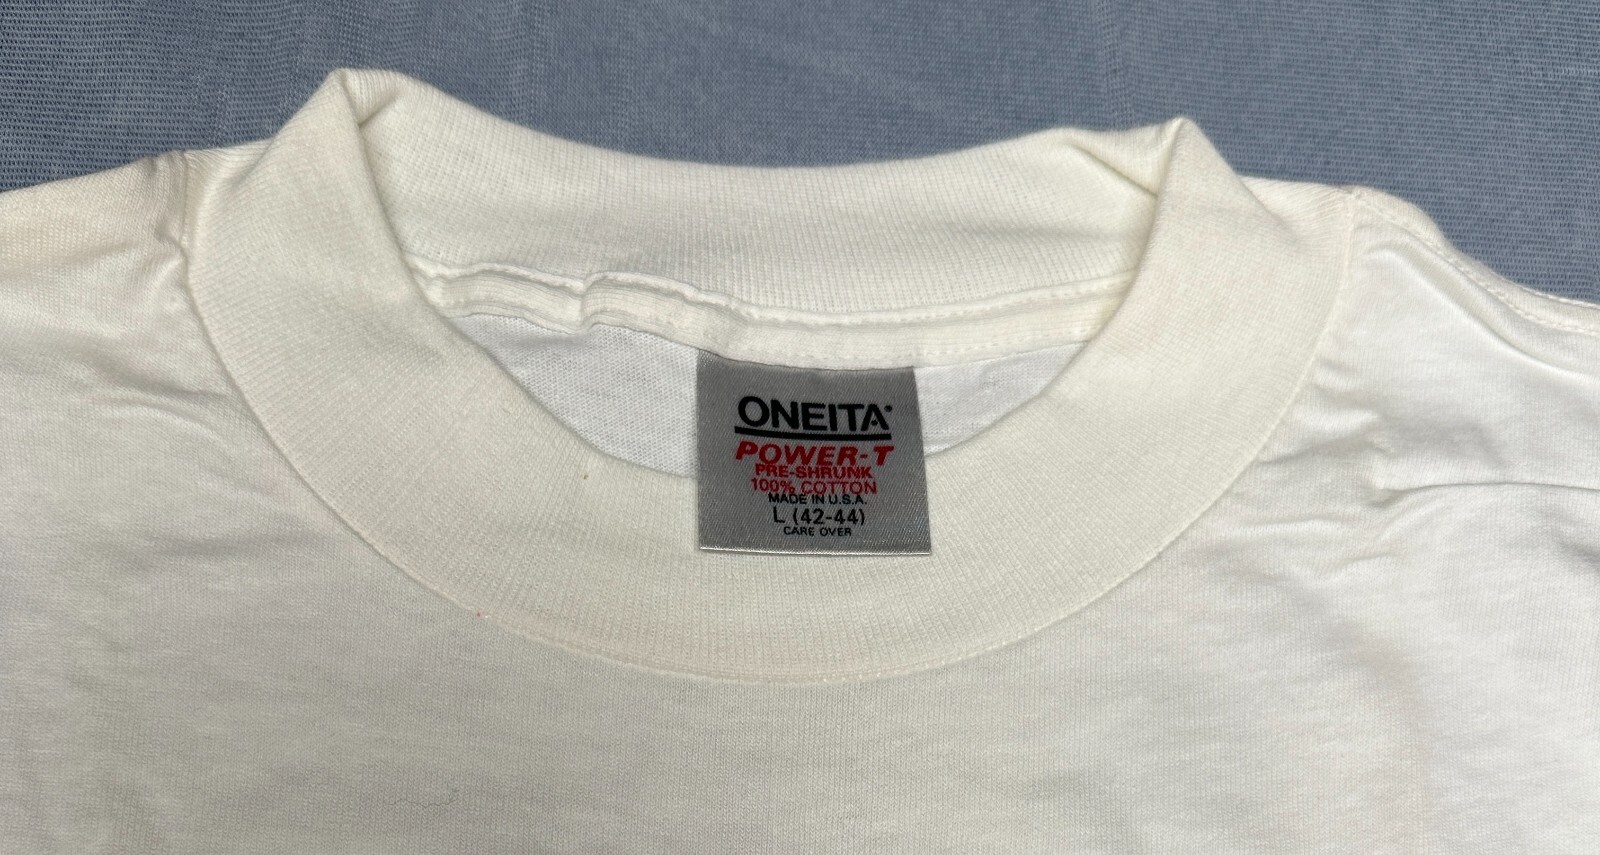 ONEITA
POWER-T
PRE-SHRUNK
100% COTTON
MADE IN U.S.A.
L (42-44)
CARE OVER